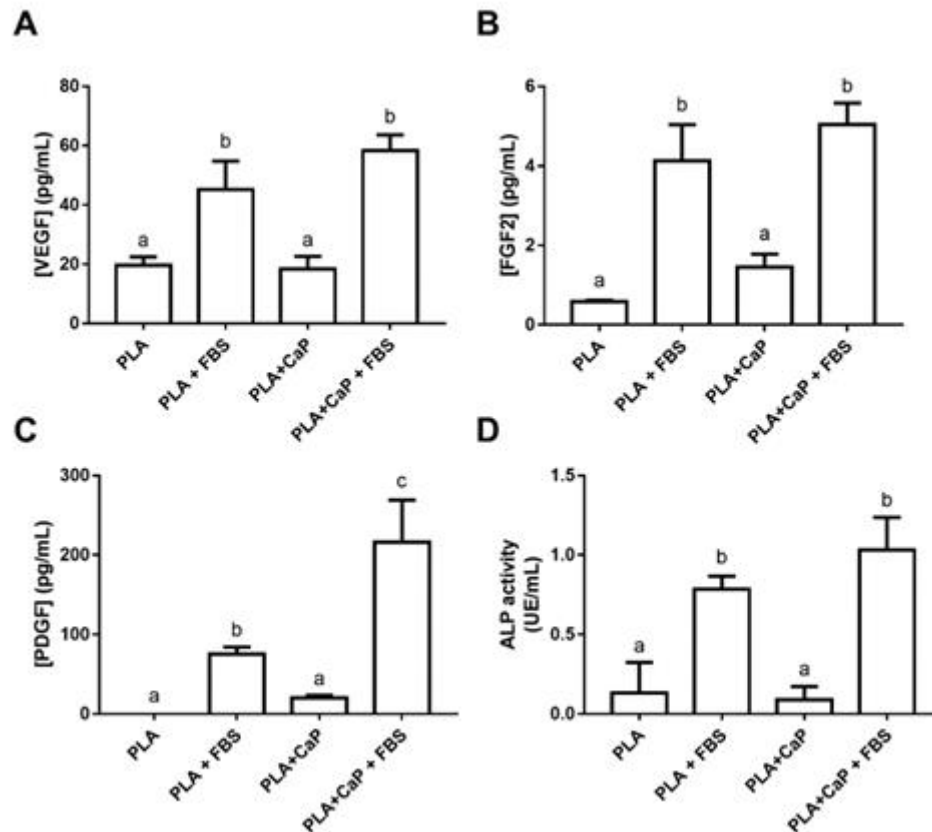 A
[VEGF] (pg/mL)
80
60
40
20
0
a
b
a
b
PLA
PLA + FBS
PLA+CaP
PLA+CaP + FBS
B
[FGF2] (pg/mL)
6
4
2
0
a
b
a
b
PLA
PLA + FBS
PLA+CaP
PLA+CaP + FBS
C
[PDGF] (pg/mL)
300
200
100
0
a
b
a
c
PLA
PLA + FBS
PLA+CaP
PLA+CaP + FBS
D
ALP activity
(UE/mL)
1.5
1.0
0.5
0.0
a
b
a
b
PLA
PLA + FBS
PLA+CaP
PLA+CaP + FBS